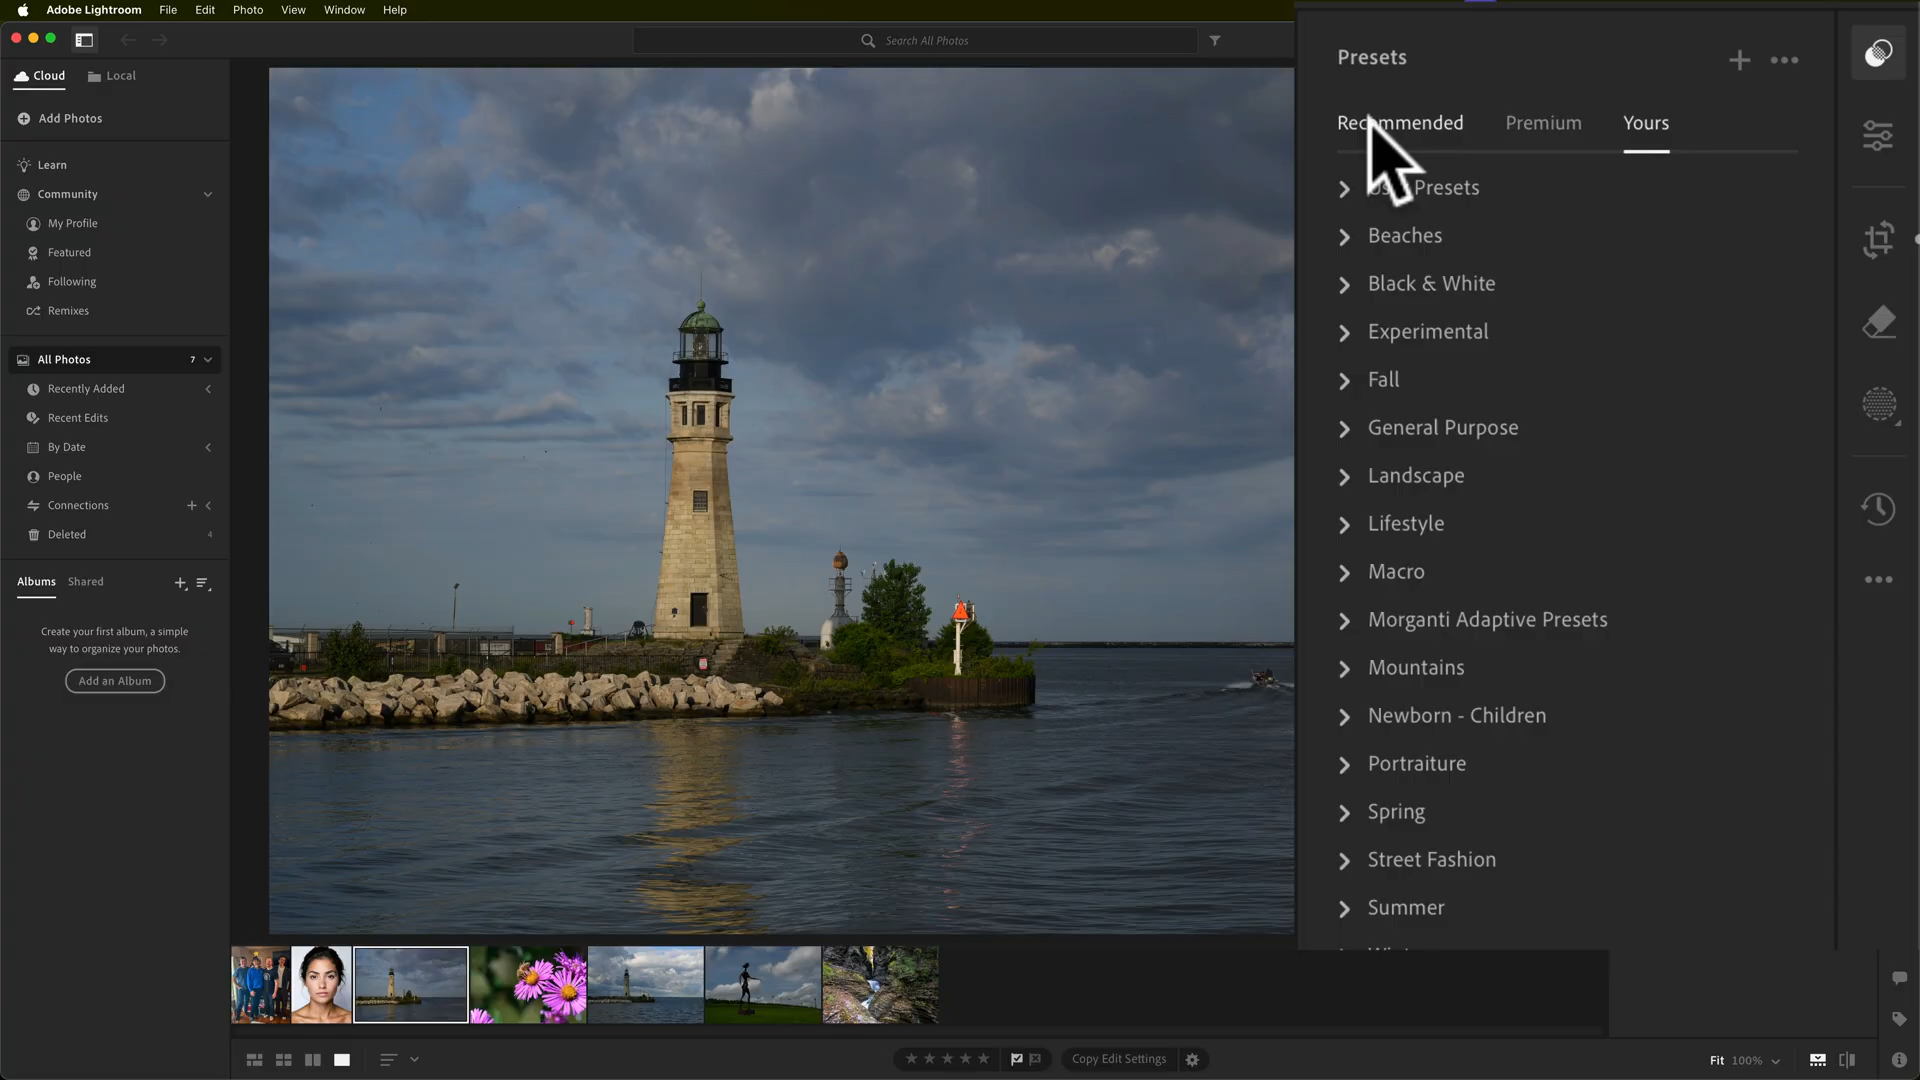 Adobe Lightroom File Edit Photo View Window Help
Search All Photos
Cloud Local
Add Photos
Learn
Community
My Profile
Featured
Following
Remixes
All Photos 7
Recently Added
Recent Edits
By Date
People
Connections
Deleted 4
Albums Shared
Create your first album, a simple
way to organize your photos.
Add an Album
Presets
Recommended Premium Yours
Presets
Beaches
Black & White
Experimental
Fall
General Purpose
Landscape
Lifestyle
Macro
Morganti Adaptive Presets
Mountains
Newborn - Children
Portraiture
Spring
Street Fashion
Summer
Copy Edit Settings
Fit 100%